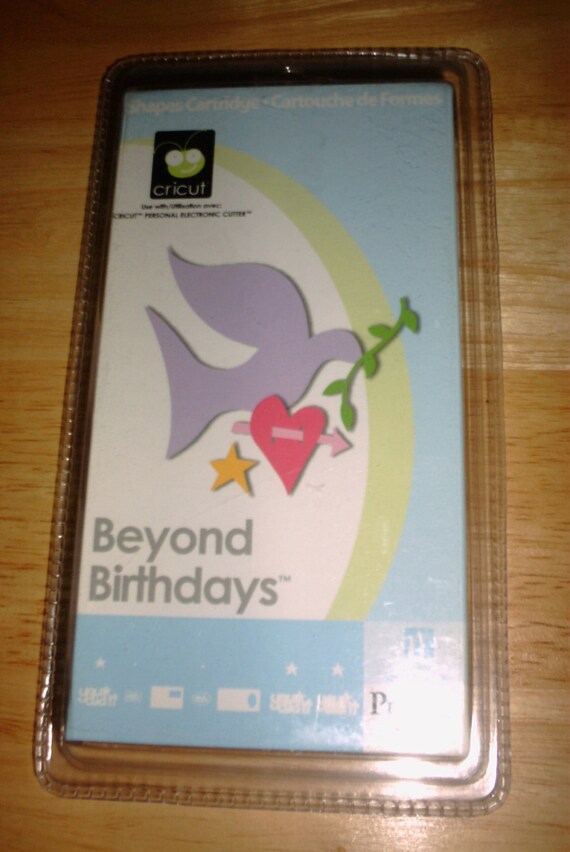 Shapes Cartridge • Cartouche de Formes
cricut
Use with/Utilisation avec:
CRICUT™ PERSONAL ELECTRONIC CUTTER™
Beyond
Birthdays™